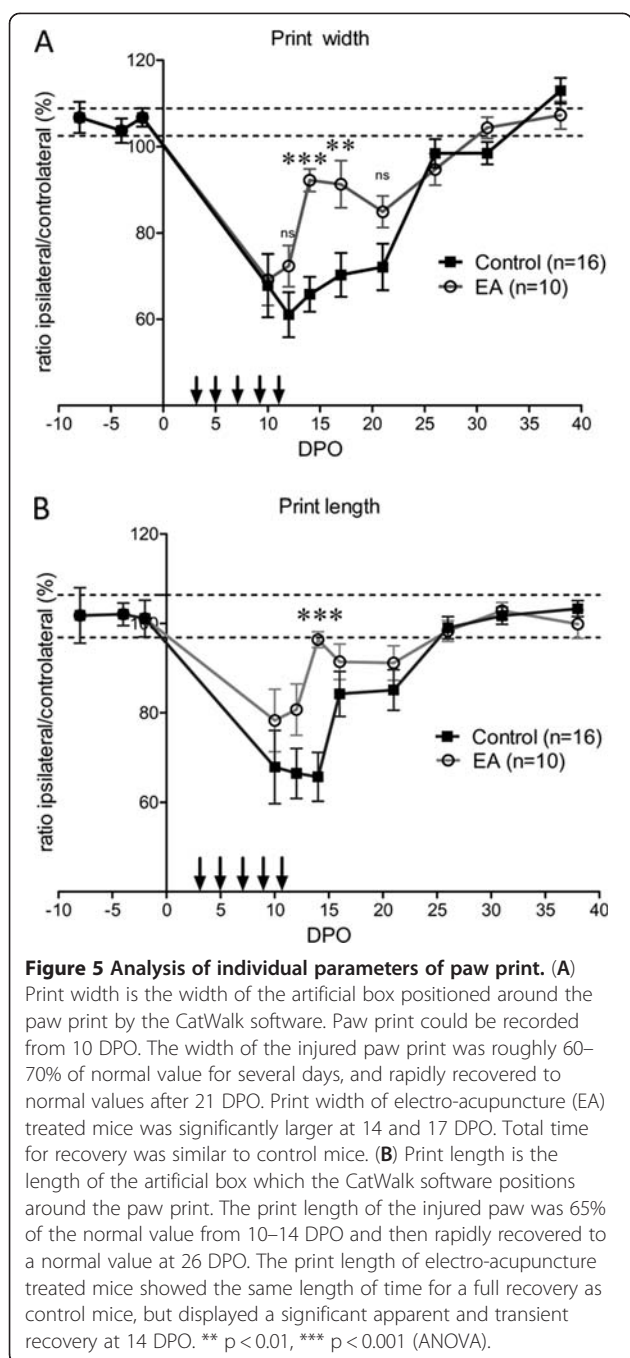 A
Print width
120
100
80
60
ratio ipsilateral/controlateral (%)
ns
***
**
ns
Control (n=16)
EA (n=10)
-10 -5 0 5 10 15 20 25 30 35 40
DPO
B
Print length
120
100
80
60
ratio ipsilateral/controlateral (%)
***
Control (n=16)
EA (n=10)
-10 -5 0 5 10 15 20 25 30 35 40
DPO
Figure 5 Analysis of individual parameters of paw print. (A)
Print width is the width of the artificial box positioned around the
paw print by the CatWalk software. Paw print could be recorded
from 10 DPO. The width of the injured paw print was roughly 60–
70% of normal value for several days, and rapidly recovered to
normal values after 21 DPO. Print width of electro-acupuncture (EA)
treated mice was significantly larger at 14 and 17 DPO. Total time
for recovery was similar to control mice. (B) Print length is the
length of the artificial box which the CatWalk software positions
around the paw print. The print length of the injured paw was 65%
of the normal value from 10–14 DPO and then rapidly recovered to
a normal value at 26 DPO. The print length of electro-acupuncture
treated mice showed the same length of time for a full recovery as
control mice, but displayed a significant apparent and transient
recovery at 14 DPO. ** p < 0.01, *** p < 0.001 (ANOVA).